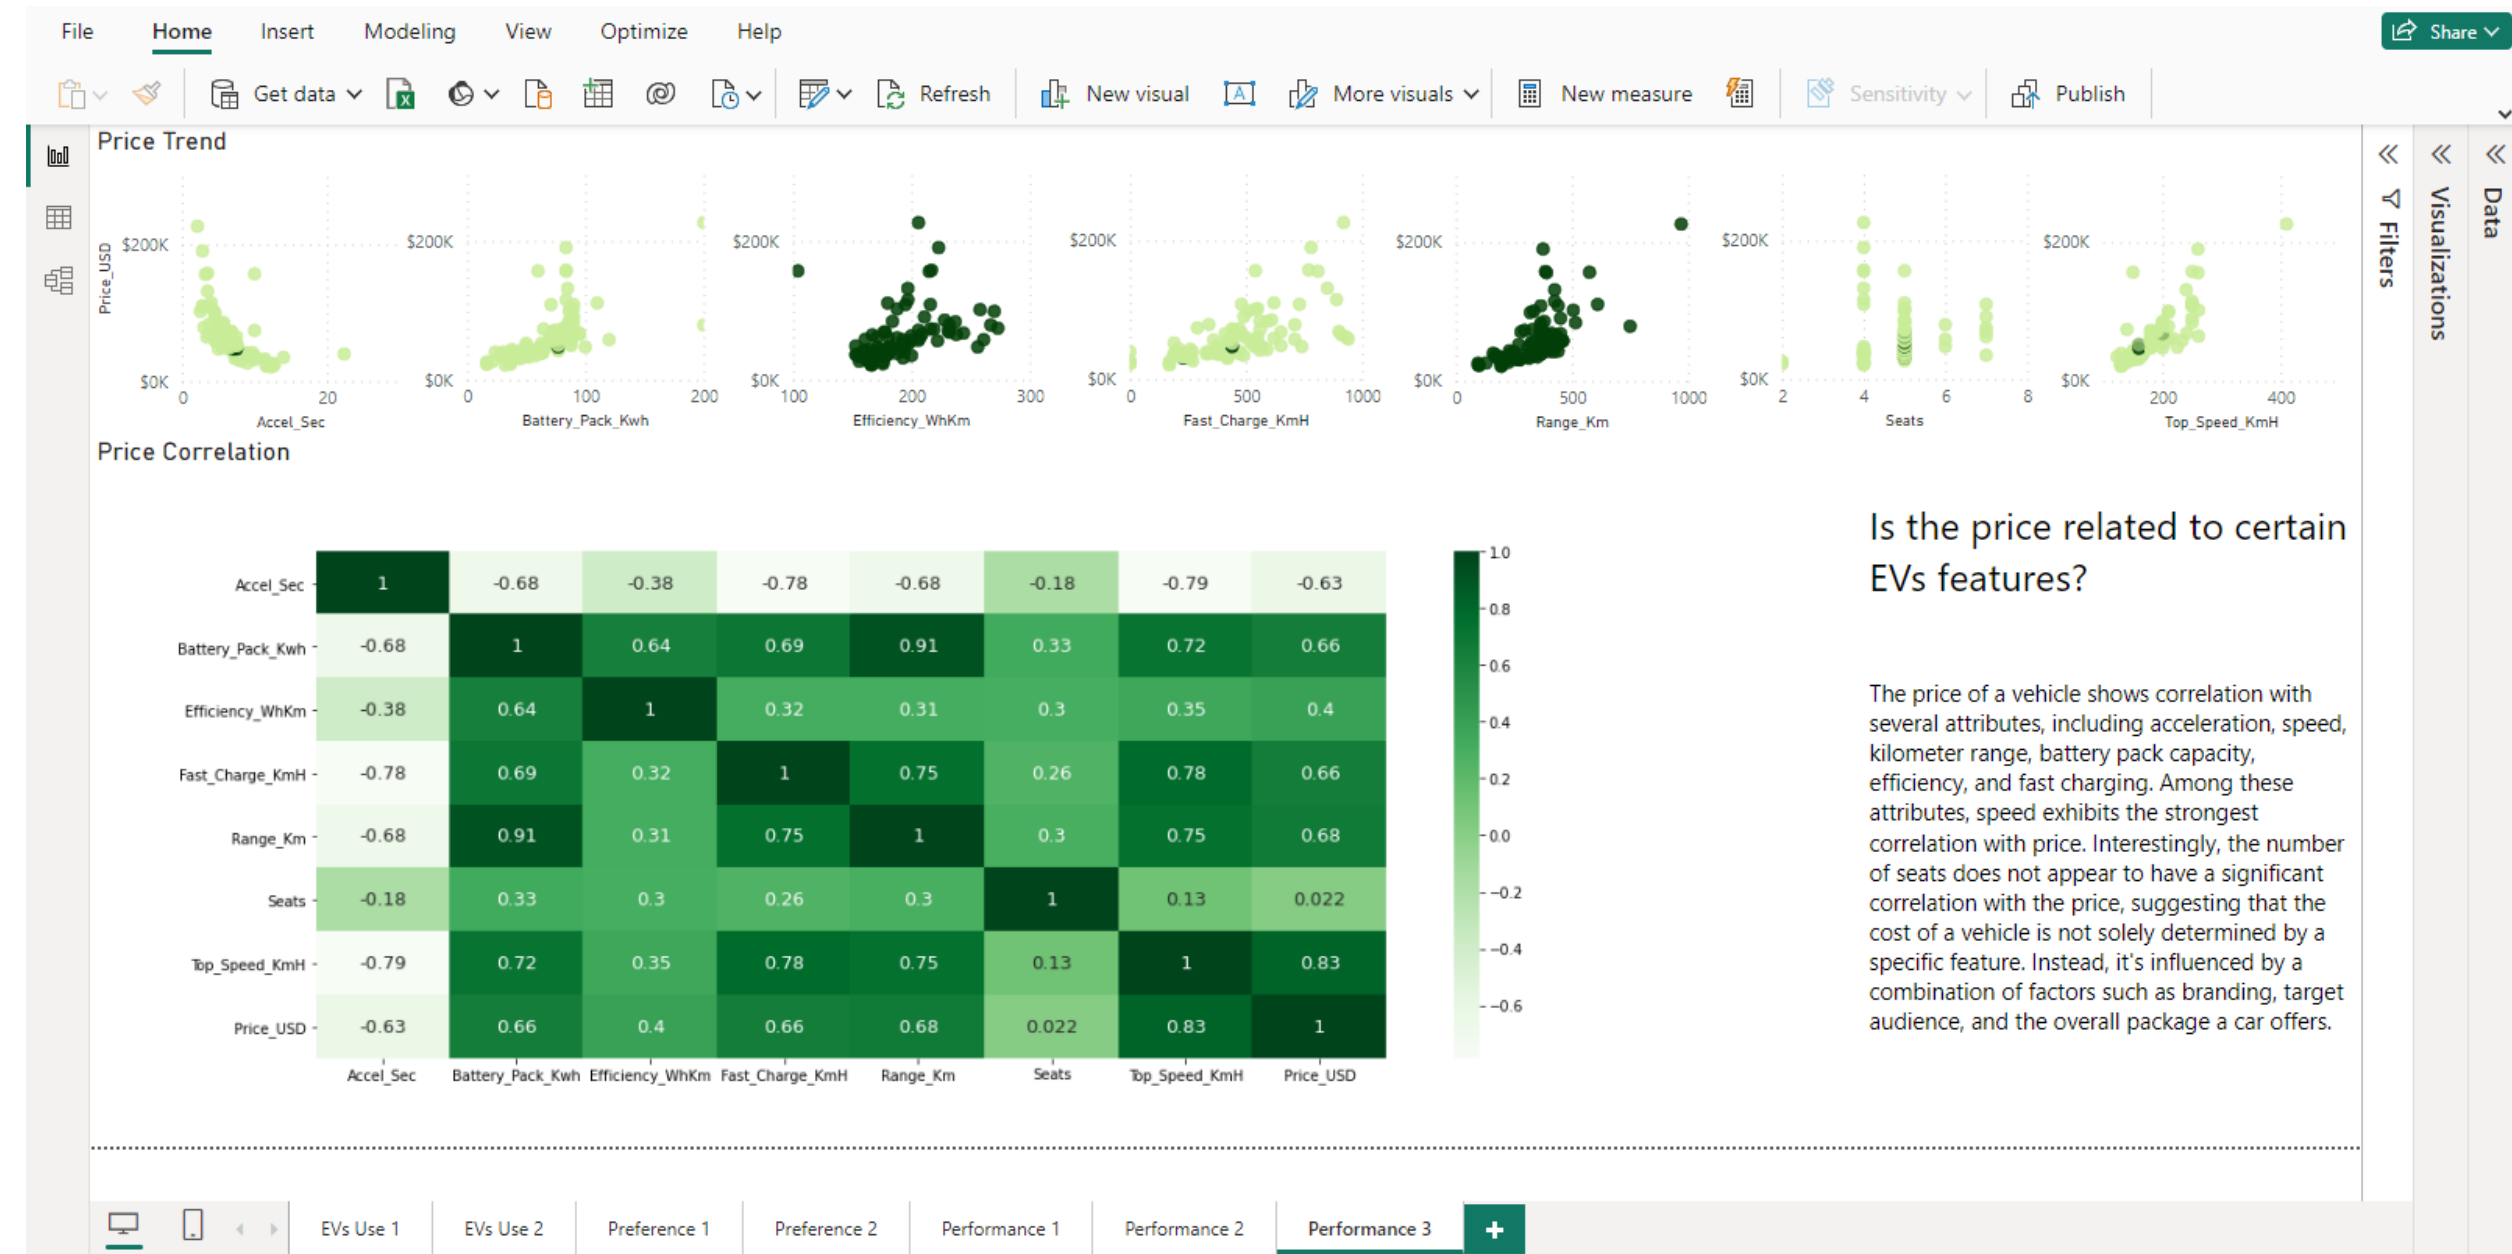 File Home Insert Modeling View Optimize Help Share
Get data Refresh New visual More visuals New measure Sensitivity Publish
Price Trend
Price_USD
$200K $200K $200K $200K $200K $200K $200K
$0K $0K $0K $0K $0K $0K $0K
0 20 0 100 200 100 200 300 0 500 1000 0 500 1000 2 4 6 8 200 400
Accel_Sec Battery_Pack_Kwh Efficiency_WhKm Fast_Charge_KmH Range_Km Seats Top_Speed_KmH
Filters
Visualizations
Data
Price Correlation
Accel_Sec 1 -0.68 -0.38 -0.78 -0.68 -0.18 -0.79 -0.63
Battery_Pack_Kwh -0.68 1 0.64 0.69 0.91 0.33 0.72 0.66
Efficiency_WhKm -0.38 0.64 1 0.32 0.31 0.3 0.35 0.4
Fast_Charge_KmH -0.78 0.69 0.32 1 0.75 0.26 0.78 0.66
Range_Km -0.68 0.91 0.31 0.75 1 0.3 0.75 0.68
Seats -0.18 0.33 0.3 0.26 0.3 1 0.13 0.022
Top_Speed_KmH -0.79 0.72 0.35 0.78 0.75 0.13 1 0.83
Price_USD -0.63 0.66 0.4 0.66 0.68 0.022 0.83 1
Accel_Sec Battery_Pack_Kwh Efficiency_WhKm Fast_Charge_KmH Range_Km Seats Top_Speed_KmH Price_USD
1.0
0.8
0.6
0.4
0.2
0.0
−0.2
−0.4
−0.6
Is the price related to certain
EVs features?
The price of a vehicle shows correlation with
several attributes, including acceleration, speed,
kilometer range, battery pack capacity,
efficiency, and fast charging. Among these
attributes, speed exhibits the strongest
correlation with price. Interestingly, the number
of seats does not appear to have a significant
correlation with the price, suggesting that the
cost of a vehicle is not solely determined by a
specific feature. Instead, it's influenced by a
combination of factors such as branding, target
audience, and the overall package a car offers.
EVs Use 1 EVs Use 2 Preference 1 Preference 2 Performance 1 Performance 2 Performance 3 +